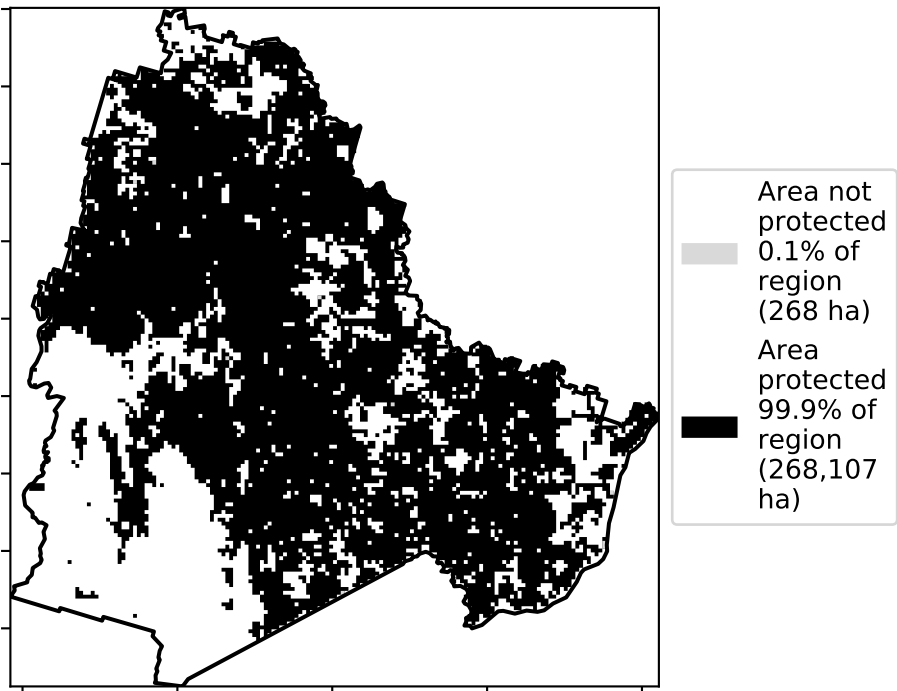 Area not
protected
0.1% of
region
(268 ha)
Area
protected
99.9% of
region
(268,107
ha)